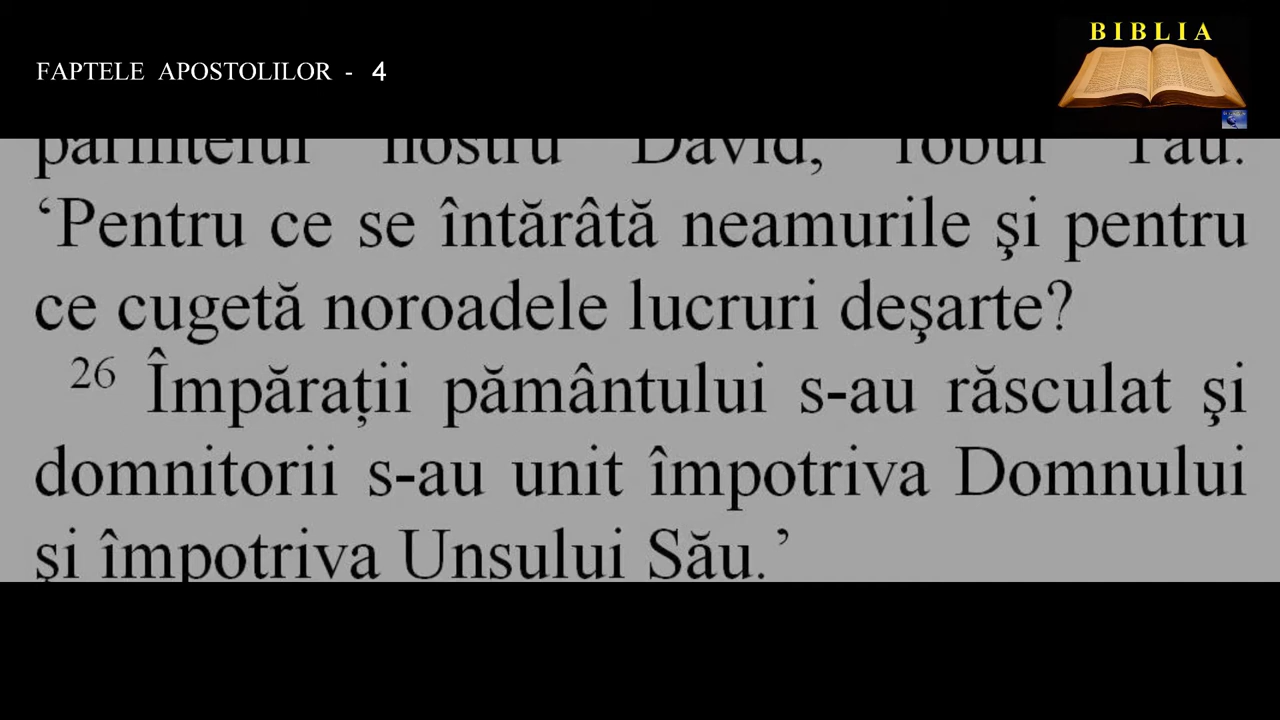 BIBLIA
FAPTELE APOSTOLILOR - 4
părintelui nostru David, robul Tău:
‘Pentru ce se întărâtă neamurile şi pentru
ce cugetă noroadele lucruri deşarte?
26 Împăraţii pământului s-au răsculat şi
domnitorii s-au unit împotriva Domnului
şi împotriva Unsului Său.’